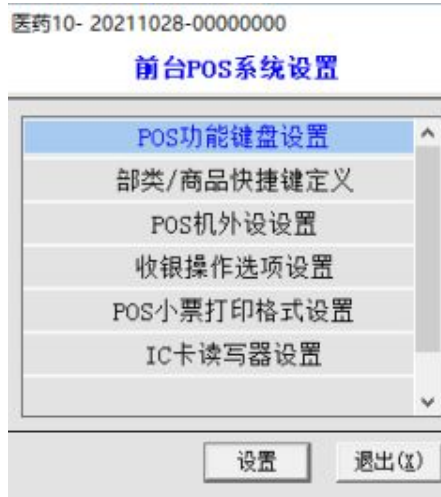 医药10- 20211028-00000000
前台POS系统设置
POS功能键盘设置
部类/商品快捷键定义
POS机外设设置
收银操作选项设置
POS小票打印格式设置
IC卡读写器设置
设置
退出(X)